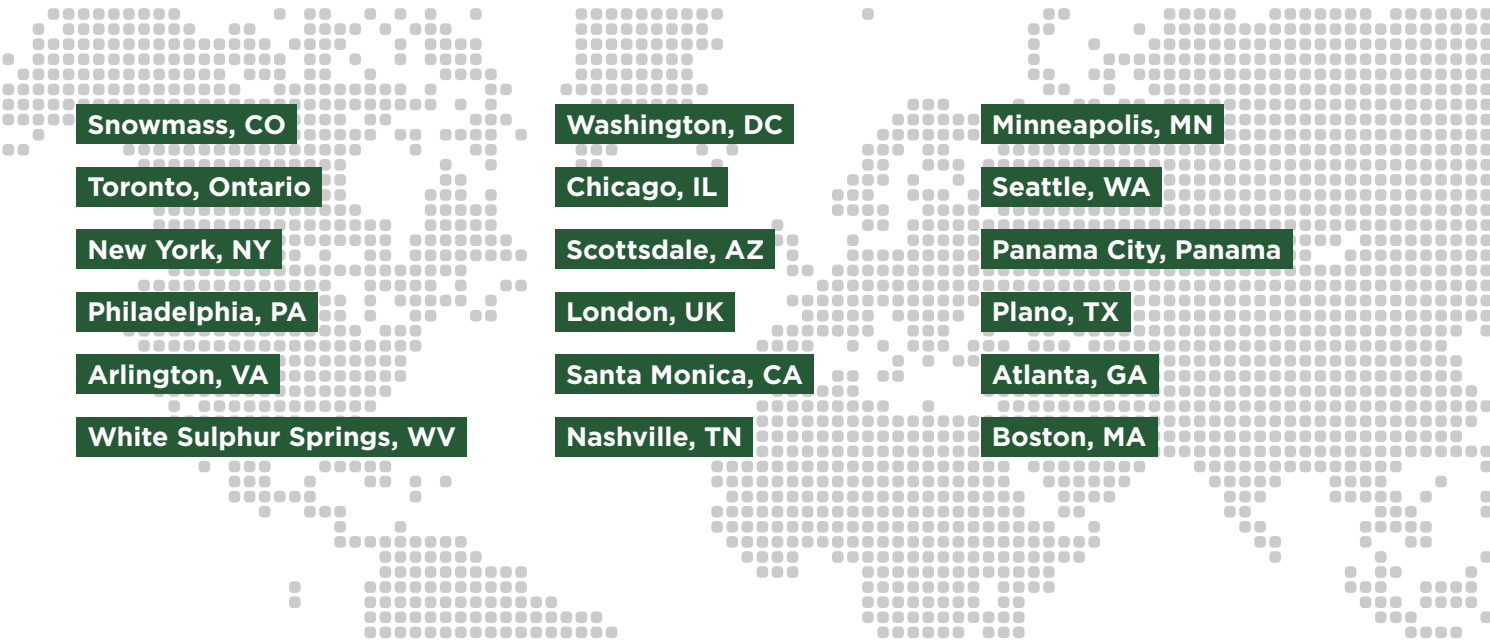 Snowmass, CO
Toronto, Ontario
New York, NY
Philadelphia, PA
Arlington, VA
White Sulphur Springs, WV
Washington, DC
Chicago, IL
Scottsdale, AZ
London, UK
Santa Monica, CA
Nashville, TN
Minneapolis, MN
Seattle, WA
Panama City, Panama
Plano, TX
Atlanta, GA
Boston, MA